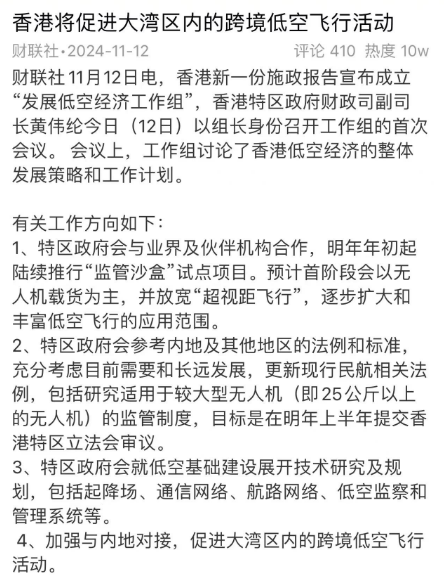 香港将促进大湾区内的跨境低空飞行活动
财联社·2024-11-12 评论 410 热度 10w
财联社11月12日电，香港新一份施政报告宣布成立
“发展低空经济工作组”，香港特区政府财政司副司
长黄伟纶今日（12日）以组长身份召开工作组的首次
会议。 会议上，工作组讨论了香港低空经济的整体
发展策略和工作计划。
有关工作方向如下：
1、特区政府会与业界及伙伴机构合作，明年年初起
陆续推行“监管沙盒”试点项目。预计首阶段会以无
人机载货为主，并放宽“超视距飞行”，逐步扩大和
丰富低空飞行的应用范围。
2、特区政府会参考内地及其他地区的法例和标准，
充分考虑目前需要和长远发展，更新现行民航相关法
例，包括研究适用于较大型无人机（即25公斤以上
的无人机）的监管制度，目标是在明年上半年提交香
港特区立法会审议。
3、特区政府会就低空基础建设展开技术研究及规
划，包括起降场、通信网络、航路网络、低空监察和
管理系统等。
4、加强与内地对接，促进大湾区内的跨境低空飞行
活动。